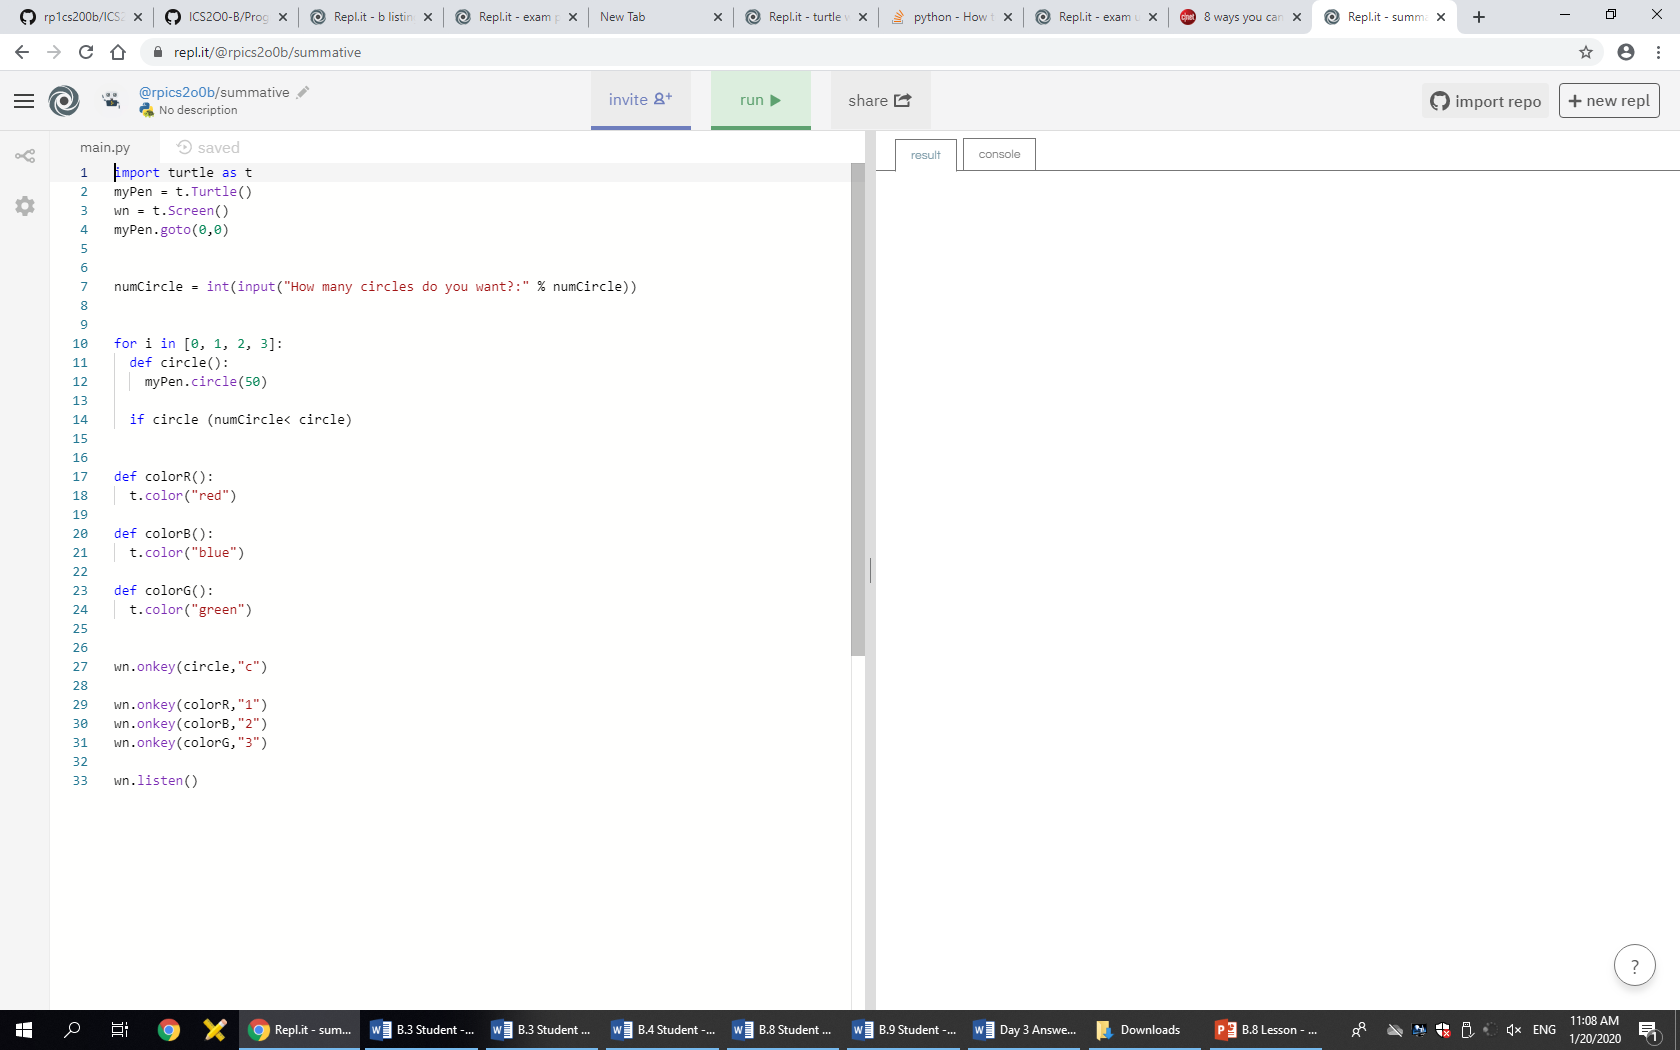 rp1cs200b/ICS2
ICS2O0-B/Prog
Repl.it - b listin
Repl.it - exam p
New Tab
Repl.it - turtle w
python - How t
Repl.it - exam u
8 ways you can
Repl.it - summa
repl.it/@rpics2o0b/summative
@rpics2o0b/summative
No description
invite
run
share
import repo
+ new repl
main.py
saved
result
console
1 import turtle as t
2 myPen = t.Turtle()
3 wn = t.Screen()
4 myPen.goto(0,0)
5
6
7 numCircle = int(input("How many circles do you want?:" % numCircle))
8
9
10 for i in [0, 1, 2, 3]:
11   def circle():
12     myPen.circle(50)
13
14   if circle (numCircle< circle)
15
16
17 def colorR():
18   t.color("red")
19
20 def colorB():
21   t.color("blue")
22
23 def colorG():
24   t.color("green")
25
26
27 wn.onkey(circle,"c")
28
29 wn.onkey(colorR,"1")
30 wn.onkey(colorB,"2")
31 wn.onkey(colorG,"3")
32
33 wn.listen()
?
Repl.it - sum...
B.3 Student -...
B.3 Student ...
B.4 Student -...
B.8 Student ...
B.9 Student -...
Day 3 Answe...
Downloads
B.8 Lesson - ...
ENG
11:08 AM
1/20/2020
1